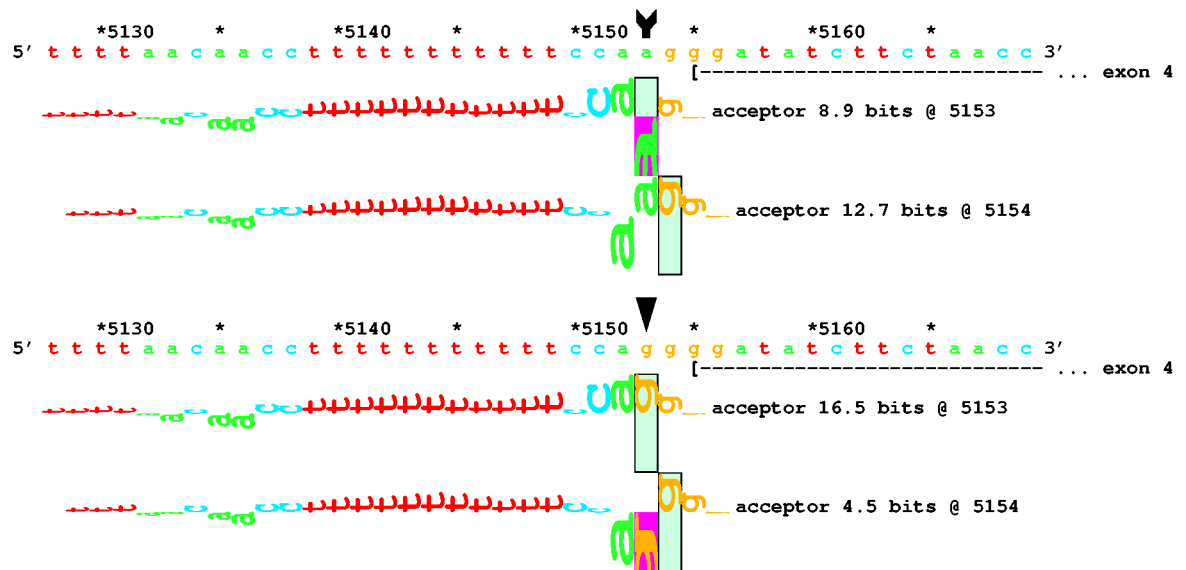 *5130 * *5140 * *5150 * *5160 *
5' t t t t a a c a a c c t t t t t t t t t t t c c a a g g g a t a t c t t c t a a c c 3'
[----------------------------- ... exon 4
acceptor 8.9 bits @ 5153
acceptor 12.7 bits @ 5154
*5130 * *5140 * *5150 * *5160 *
5' t t t t a a c a a c c t t t t t t t t t t t c c a g g g g a t a t c t t c t a a c c 3'
[----------------------------- ... exon 4
acceptor 16.5 bits @ 5153
acceptor 4.5 bits @ 5154